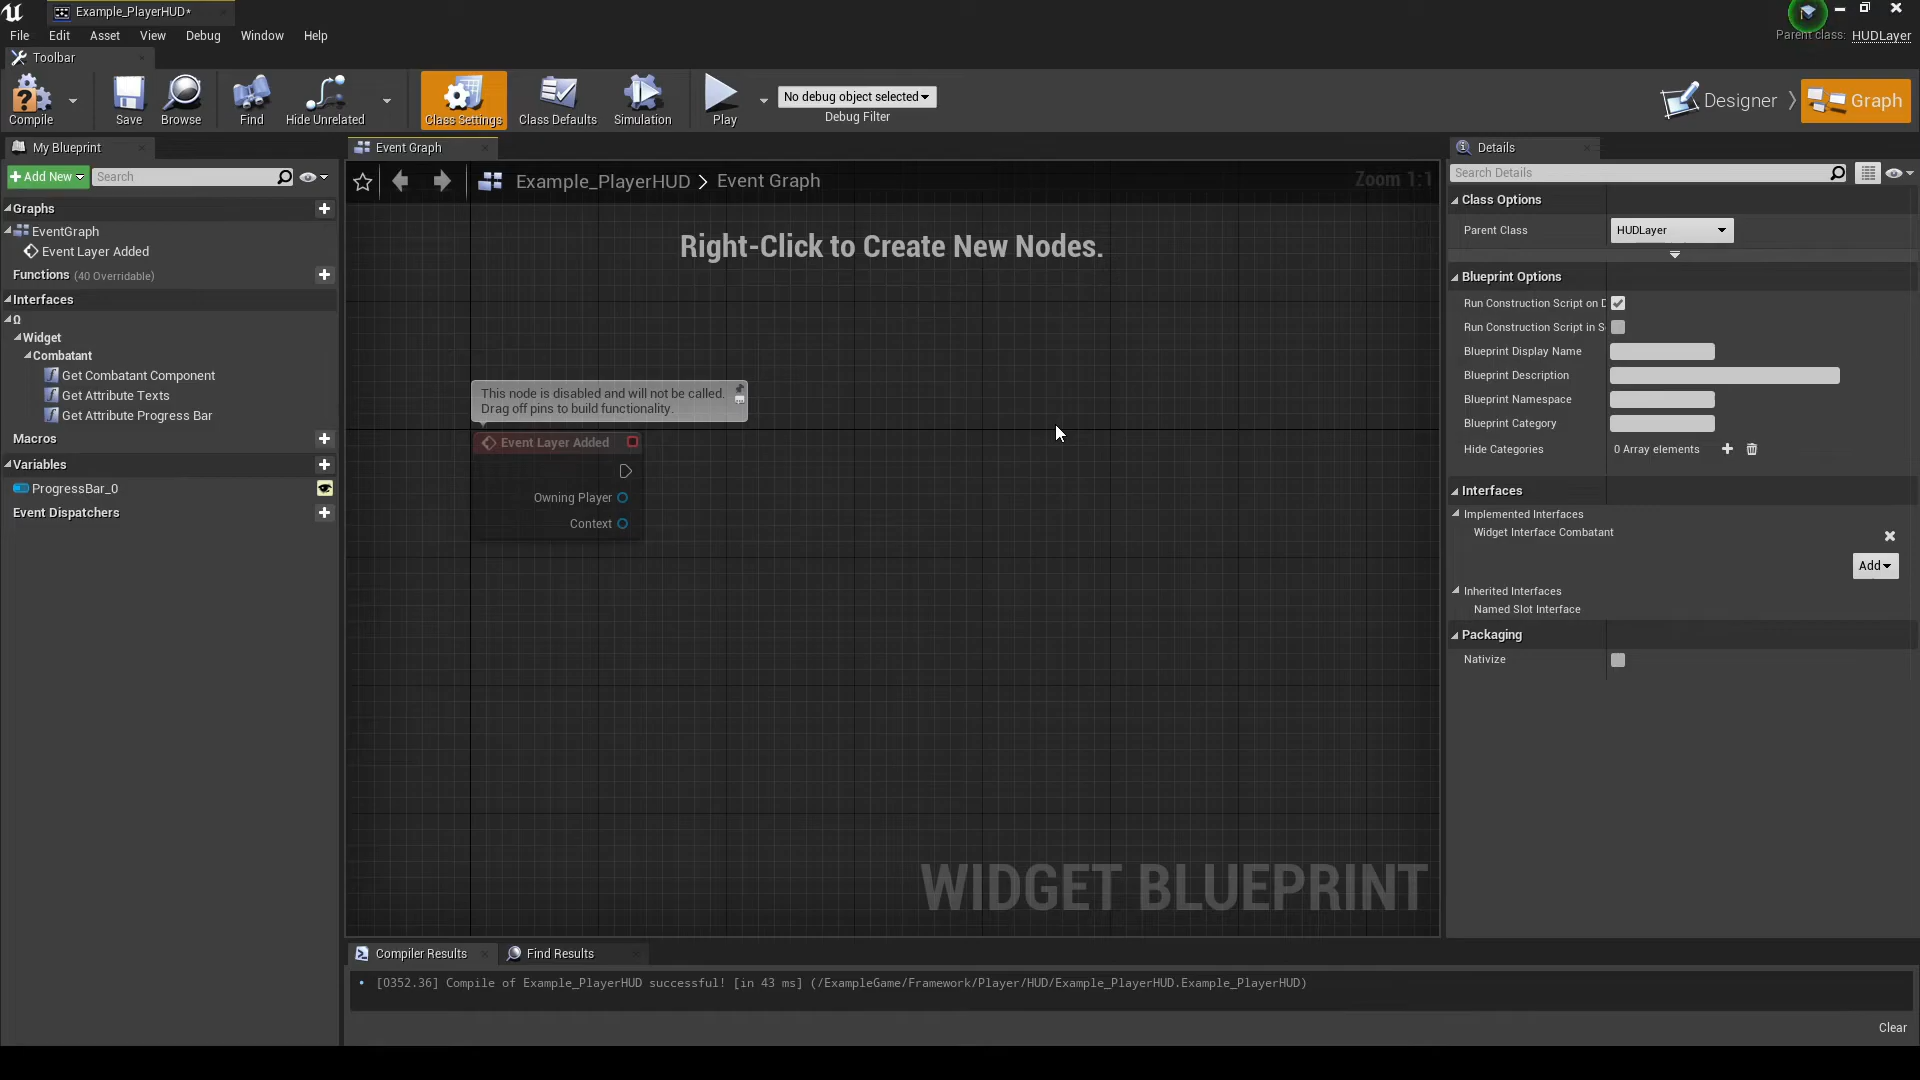 Example_PlayerHUD*
File Edit Asset View Debug Window Help
Parent class: HUDLayer
Toolbar
Compile
Save
Browse
Find
Hide Unrelated
Class Settings
Class Defaults
Simulation
Play
No debug object selected
Debug Filter
Designer
Graph
My Blueprint
Add New
Search
Graphs
EventGraph
Event Layer Added
Functions (40 Overridable)
Interfaces
Ω
Widget
Combatant
Get Combatant Component
Get Attribute Texts
Get Attribute Progress Bar
Macros
Variables
ProgressBar_0
Event Dispatchers
Event Graph
Example_PlayerHUD > Event Graph
Zoom 1:1
Right-Click to Create New Nodes.
This node is disabled and will not be called.
Drag off pins to build functionality.
Event Layer Added
Owning Player
Context
WIDGET BLUEPRINT
Compiler Results
Find Results
[0352.36] Compile of Example_PlayerHUD successful! [in 43 ms] (/ExampleGame/Framework/Player/HUD/Example_PlayerHUD.Example_PlayerHUD)
Clear
Details
Search Details
Class Options
Parent Class HUDLayer
Blueprint Options
Run Construction Script on D
Run Construction Script in S
Blueprint Display Name
Blueprint Description
Blueprint Namespace
Blueprint Category
Hide Categories 0 Array elements
Interfaces
Implemented Interfaces
Widget Interface Combatant
Add
Inherited Interfaces
Named Slot Interface
Packaging
Nativize